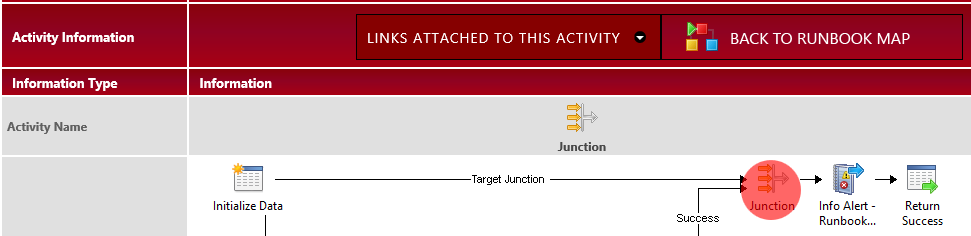 Activity Information
LINKS ATTACHED TO THIS ACTIVITY
BACK TO RUNBOOK MAP
Information Type
Information
Activity Name
Junction
Target Junction
Initialize Data
Junction
Info Alert -
Runbook...
Return
Success
Success